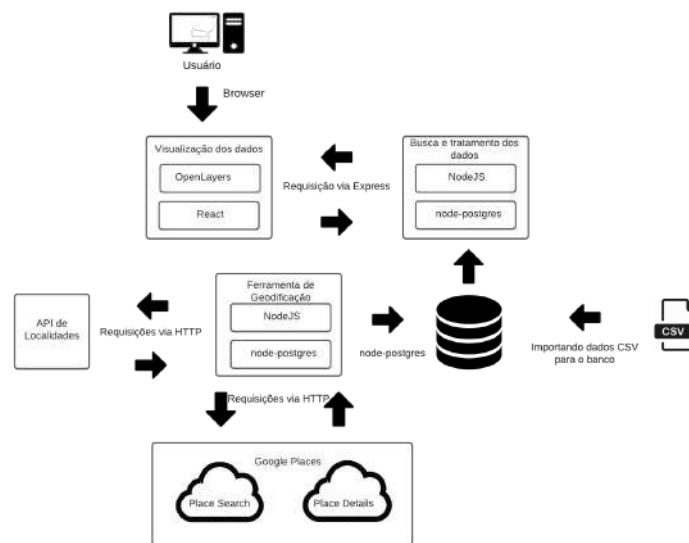 Usuário
Browser
Visualização dos dados
OpenLayers
React
Requisição via Express
Busca e tratamento dos
dados
NodeJS
node-postgres
API de
Localidades
Requisições via HTTP
Ferramenta de
Geodificação
NodeJS
node-postgres
node-postgres
Importando dados CSV
para o banco
CSV
Requisições via HTTP
Google Places
Place Search
Place Details